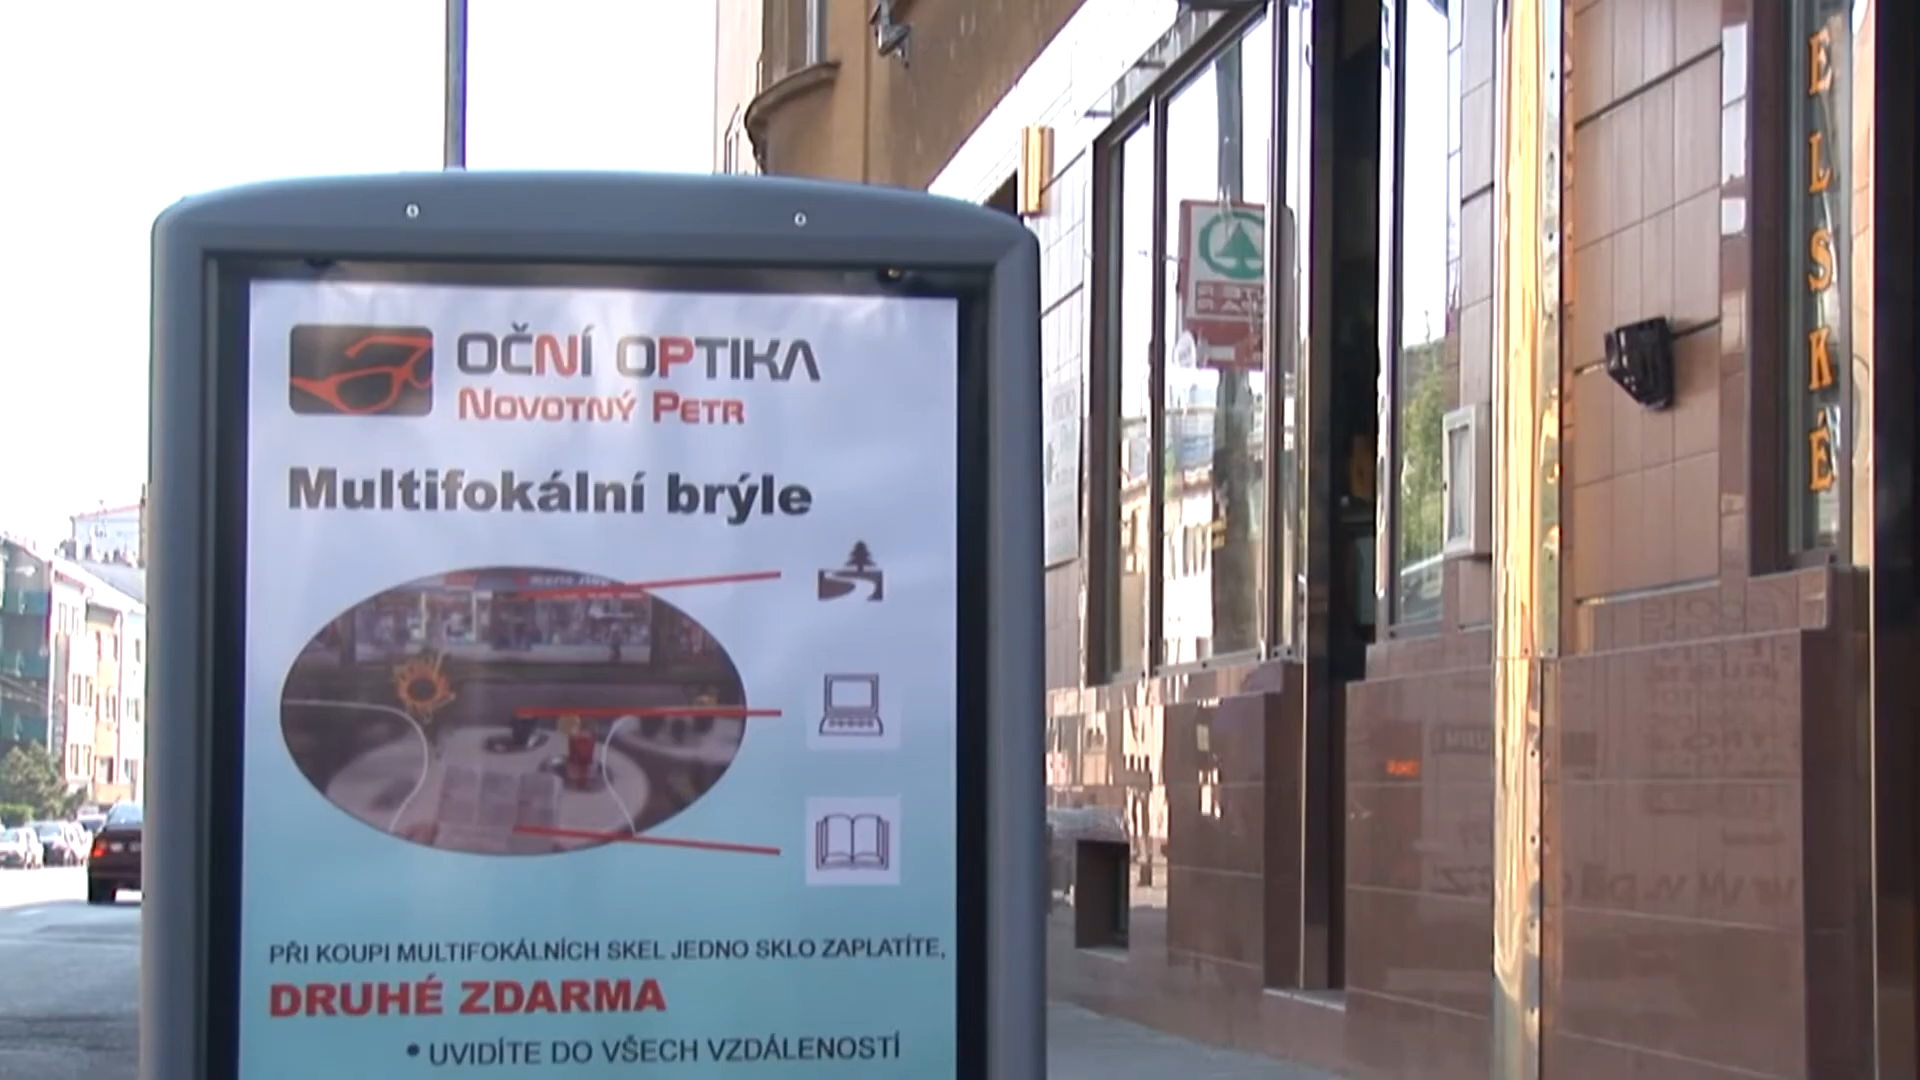 OČNÍ OPTIKA
NOVOTNÝ PETR
Multifokální brýle
PŘI KOUPI MULTIFOKÁLNÍCH SKEL JEDNO SKLO ZAPLATÍTE,
DRUHÉ ZDARMA
• UVIDÍTE DO VŠECH VZDÁLENOSTÍ
ELSKÉ